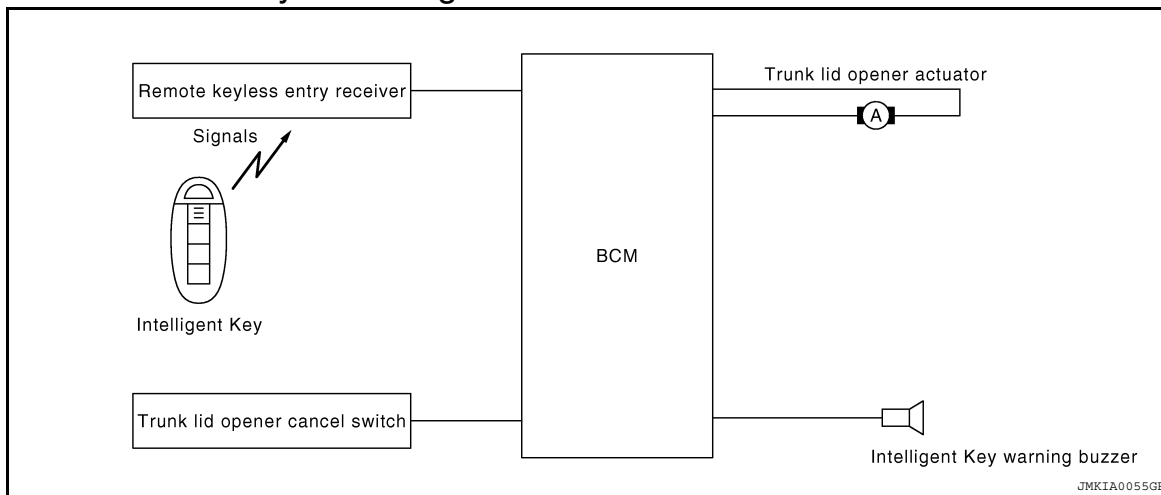 Remote keyless entry receiver
Trunk lid opener actuator
A
Signals
BCM
Intelligent Key
Trunk lid opener cancel switch
Intelligent Key warning buzzer